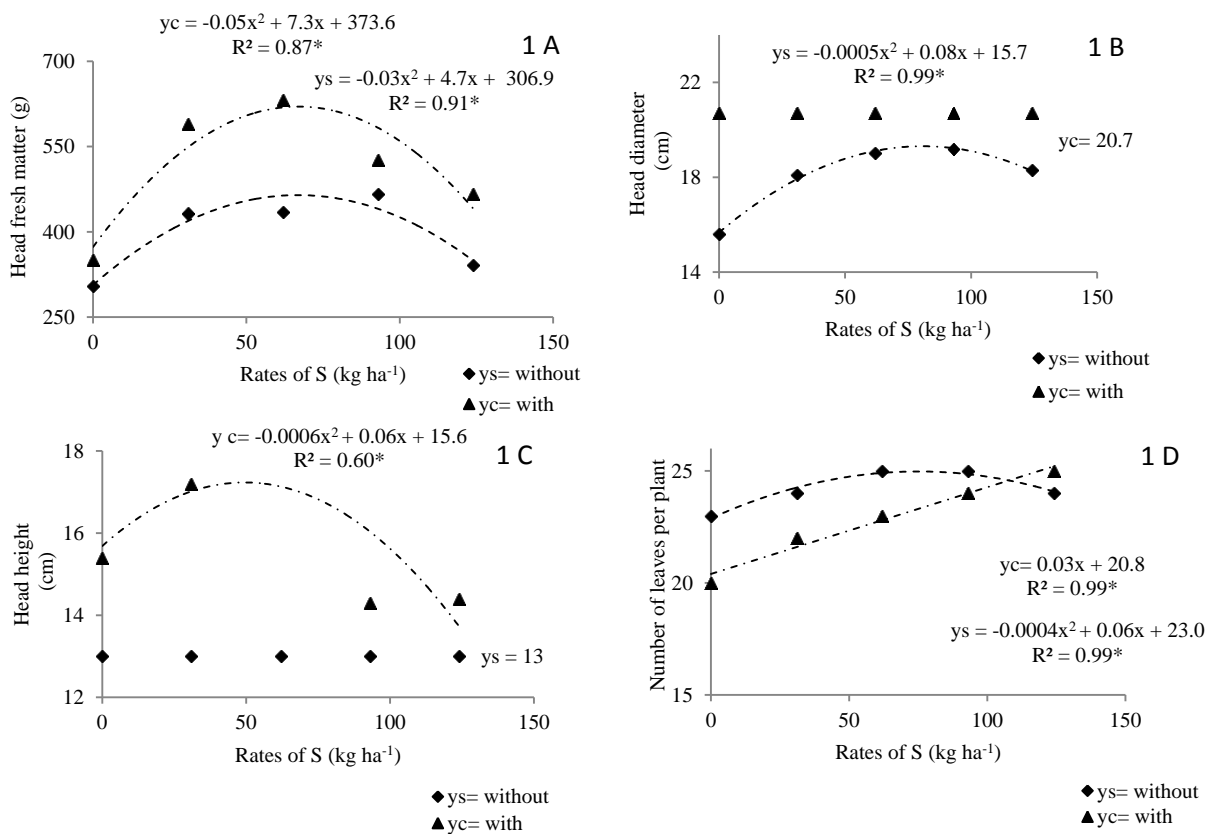 yc = -0.05x² + 7.3x + 373.6
R² = 0.87*
1 A
ys = -0.03x² + 4.7x + 306.9
R² = 0.91*
700
550
400
250
Head fresh matter (g)
0
50
100
150
Rates of S (kg ha⁻¹)
ys= without
yc= with
ys = -0.0005x² + 0.08x + 15.7
R² = 0.99*
1 B
22
18
14
Head diameter
(cm)
yc= 20.7
0
50
100
150
Rates of S (kg ha⁻¹)
ys= without
yc= with
y c= -0.0006x² + 0.06x + 15.6
R² = 0.60*
1 C
18
16
14
12
Head height
(cm)
ys = 13
0
50
100
150
Rates of S (kg ha⁻¹)
ys= without
yc= with
1 D
25
20
15
Number of leaves per plant
yc= 0.03x + 20.8
R² = 0.99*
ys = -0.0004x² + 0.06x + 23.0
R² = 0.99*
0
50
100
150
Rates of S (kg ha⁻¹)
ys= without
yc= with